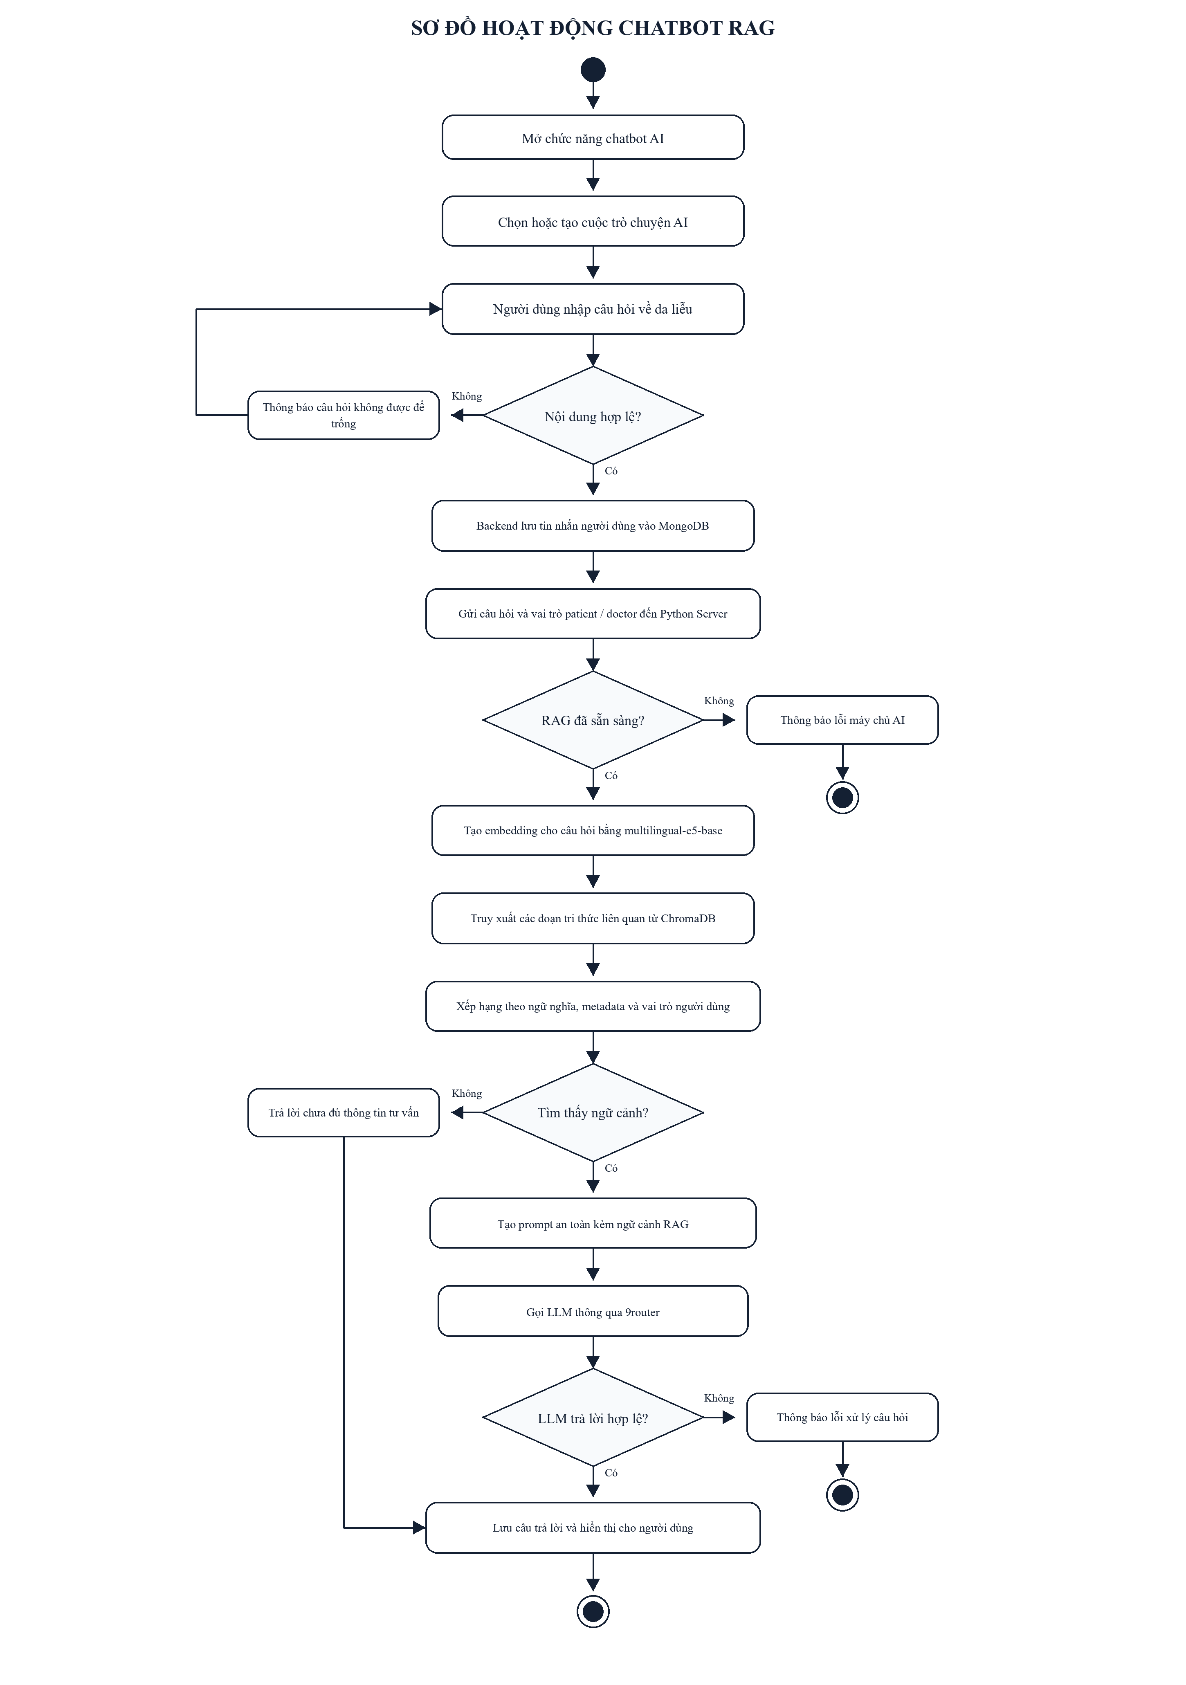 SƠ ĐỒ HOẠT ĐỘNG CHATBOT RAG
Mở chức năng chatbot AI
Chọn hoặc tạo cuộc trò chuyện AI
Người dùng nhập câu hỏi về da liễu
Không
Thông báo câu hỏi không được để
trống
Nội dung hợp lệ?
Có
Backend lưu tin nhắn người dùng vào MongoDB
Gửi câu hỏi và vai trò patient / doctor đến Python Server
Không
RAG đã sẵn sàng?
Thông báo lỗi máy chủ AI
Có
Tạo embedding cho câu hỏi bằng multilingual-e5-base
Truy xuất các đoạn tri thức liên quan từ ChromaDB
Xếp hạng theo ngữ nghĩa, metadata và vai trò người dùng
Không
Trả lời chưa đủ thông tin tư vấn
Tìm thấy ngữ cảnh?
Có
Tạo prompt an toàn kèm ngữ cảnh RAG
Gọi LLM thông qua 9router
Không
LLM trả lời hợp lệ?
Thông báo lỗi xử lý câu hỏi
Có
Lưu câu trả lời và hiển thị cho người dùng